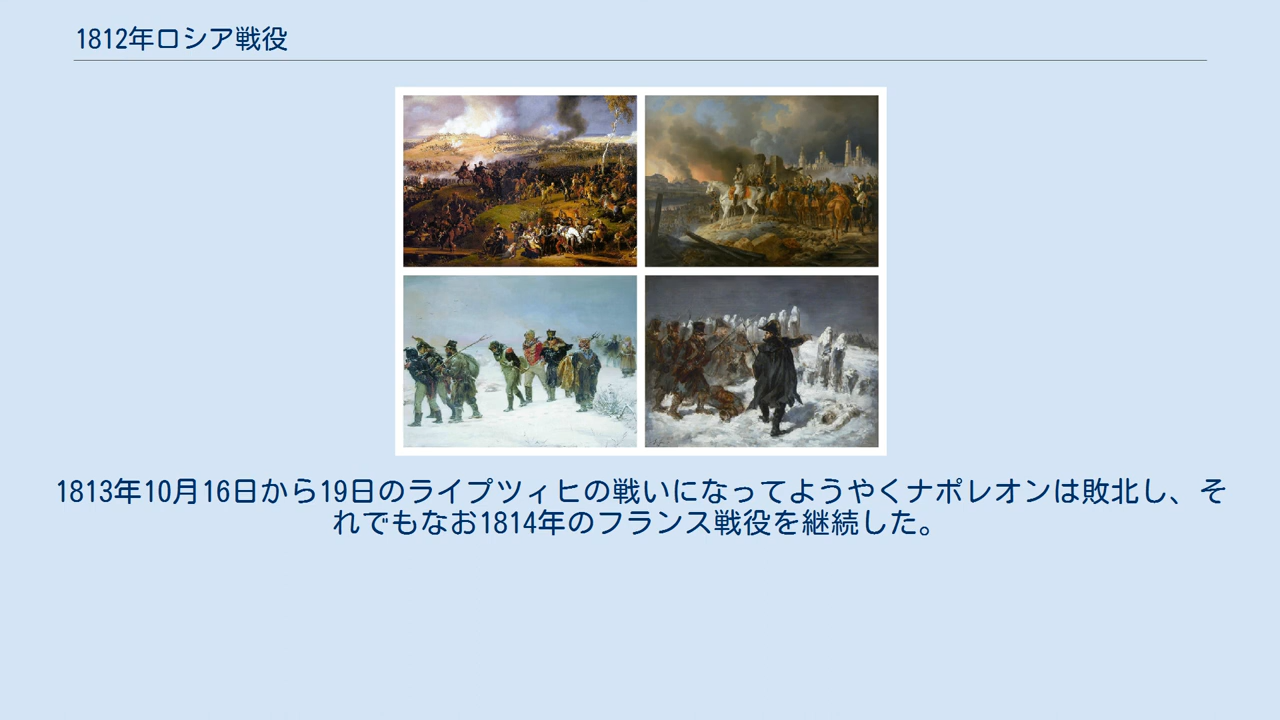 1812年ロシア戦役
1813年10月16日から19日のライプツィヒの戦いになってようやくナポレオンは敗北し、そ
れでもなお1814年のフランス戦役を継続した。